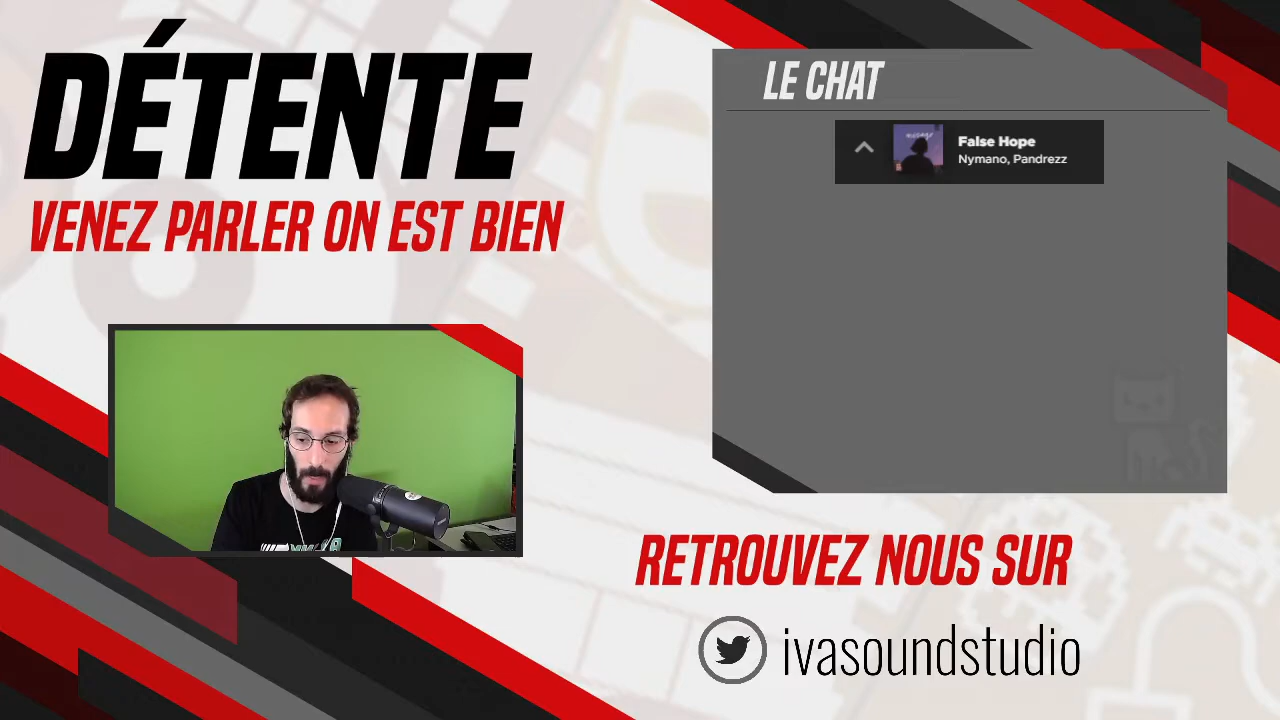 DÉTENTE
VENEZ PARLER ON EST BIEN
LE CHAT
False Hope
Nymano, Pandrezz
RETROUVEZ NOUS SUR
ivasoundstudio